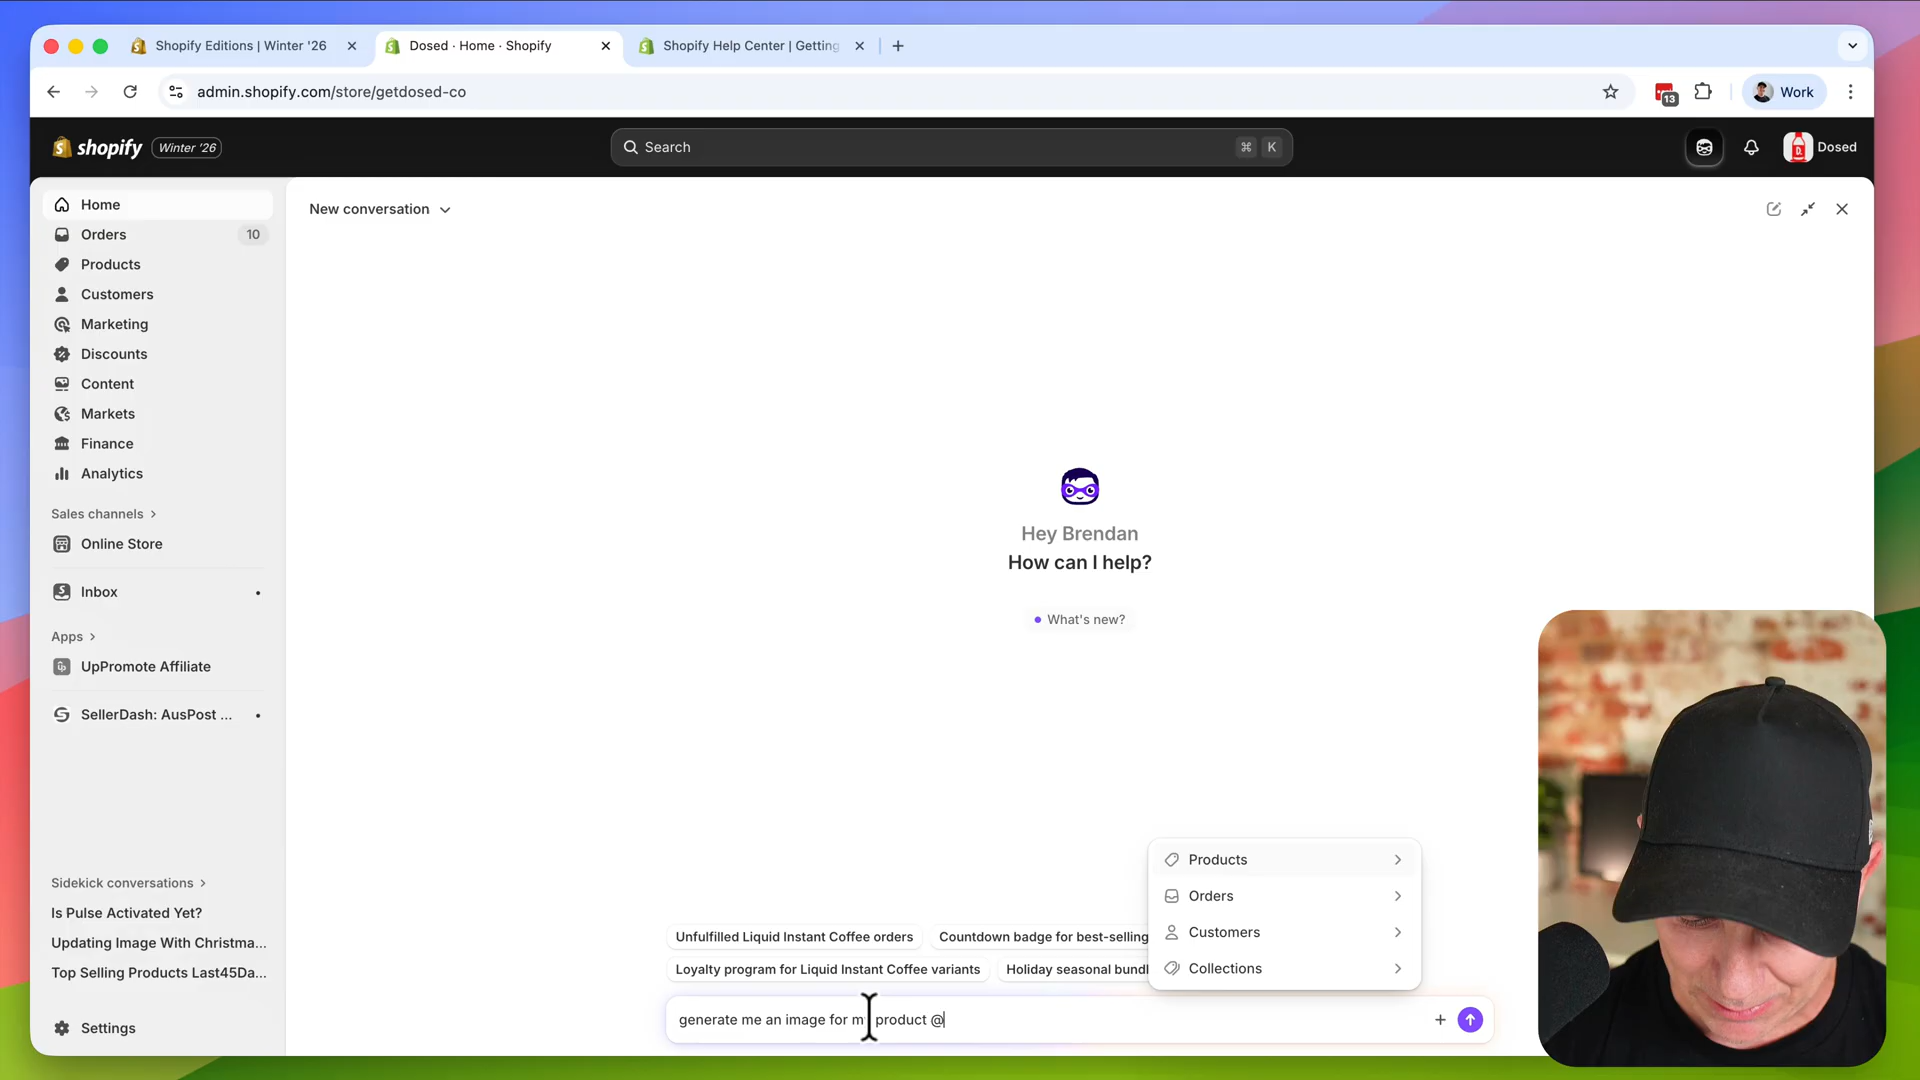 Shopify Editions | Winter '26
Dosed · Home · Shopify
Shopify Help Center | Getting
admin.shopify.com/store/getdosed-co
13
Work
shopify
Winter '26
Search
⌘ K
Dosed
Home
Orders 10
Products
Customers
Marketing
Discounts
Content
Markets
Finance
Analytics
Sales channels
Online Store
Inbox
Apps
UpPromote Affiliate
SellerDash: AusPost ...
Sidekick conversations
Is Pulse Activated Yet?
Updating Image With Christma...
Top Selling Products Last45Da...
Settings
New conversation
Hey Brendan
How can I help?
What's new?
Products
Orders
Customers
Collections
Unfulfilled Liquid Instant Coffee orders
Countdown badge for best-selling
Loyalty program for Liquid Instant Coffee variants
Holiday seasonal bundl
generate me an image for my product @